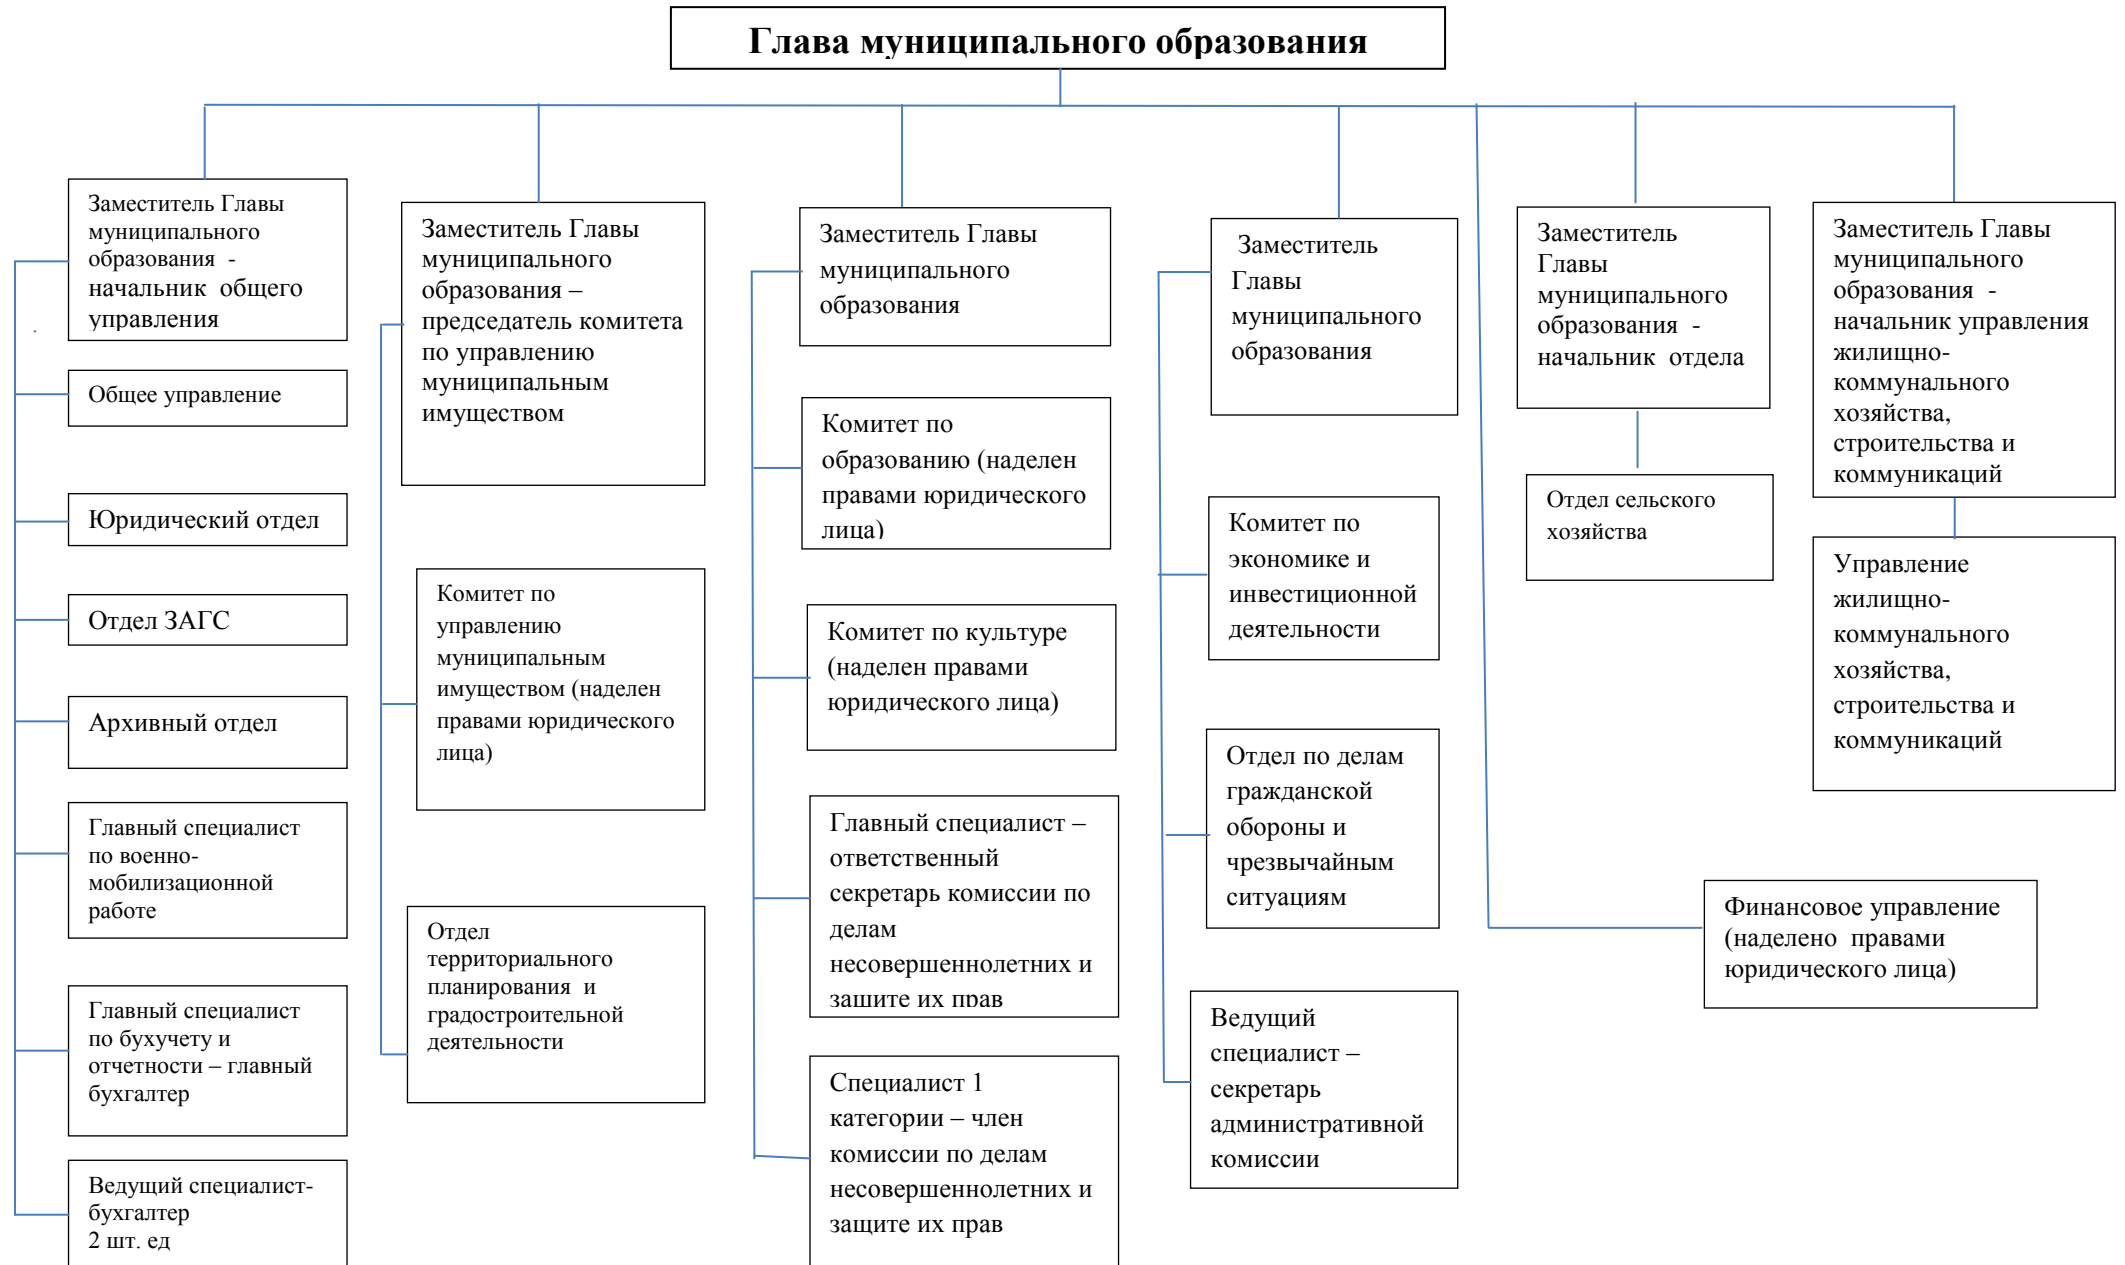 Глава муниципального образования
Заместитель Главы
муниципального
образования -
начальник общего
управления
Общее управление
Юридический отдел
Отдел ЗАГС
Архивный отдел
Главный специалист
по военно-
мобилизационной
работе
Главный специалист
по бухучету и
отчетности – главный
бухгалтер
Ведущий специалист-
бухгалтер
2 шт. ед
Заместитель Главы
муниципального
образования –
председатель комитета
по управлению
муниципальным
имуществом
Комитет по
управлению
муниципальным
имуществом (наделен
правами юридического
лица)
Отдел
территориального
планирования и
градостроительной
деятельности
Заместитель Главы
муниципального
образования
Комитет по
образованию (наделен
правами юридического
лица)
Комитет по культуре
(наделен правами
юридического лица)
Главный специалист –
ответственный
секретарь комиссии по
делам
несовершеннолетних и
защите их прав
Специалист 1
категории – член
комиссии по делам
несовершеннолетних и
защите их прав
Заместитель
Главы
муниципального
образования
Комитет по
экономике и
инвестиционной
деятельности
Отдел по делам
гражданской
обороны и
чрезвычайным
ситуациям
Ведущий
специалист –
секретарь
административной
комиссии
Заместитель
Главы
муниципального
образования -
начальник отдела
Отдел сельского
хозяйства
Заместитель Главы
муниципального
образования -
начальник управления
жилищно-
коммунального
хозяйства,
строительства и
коммуникаций
Управление
жилищно-
коммунального
хозяйства,
строительства и
коммуникаций
Финансовое управление
(наделено правами
юридического лица)